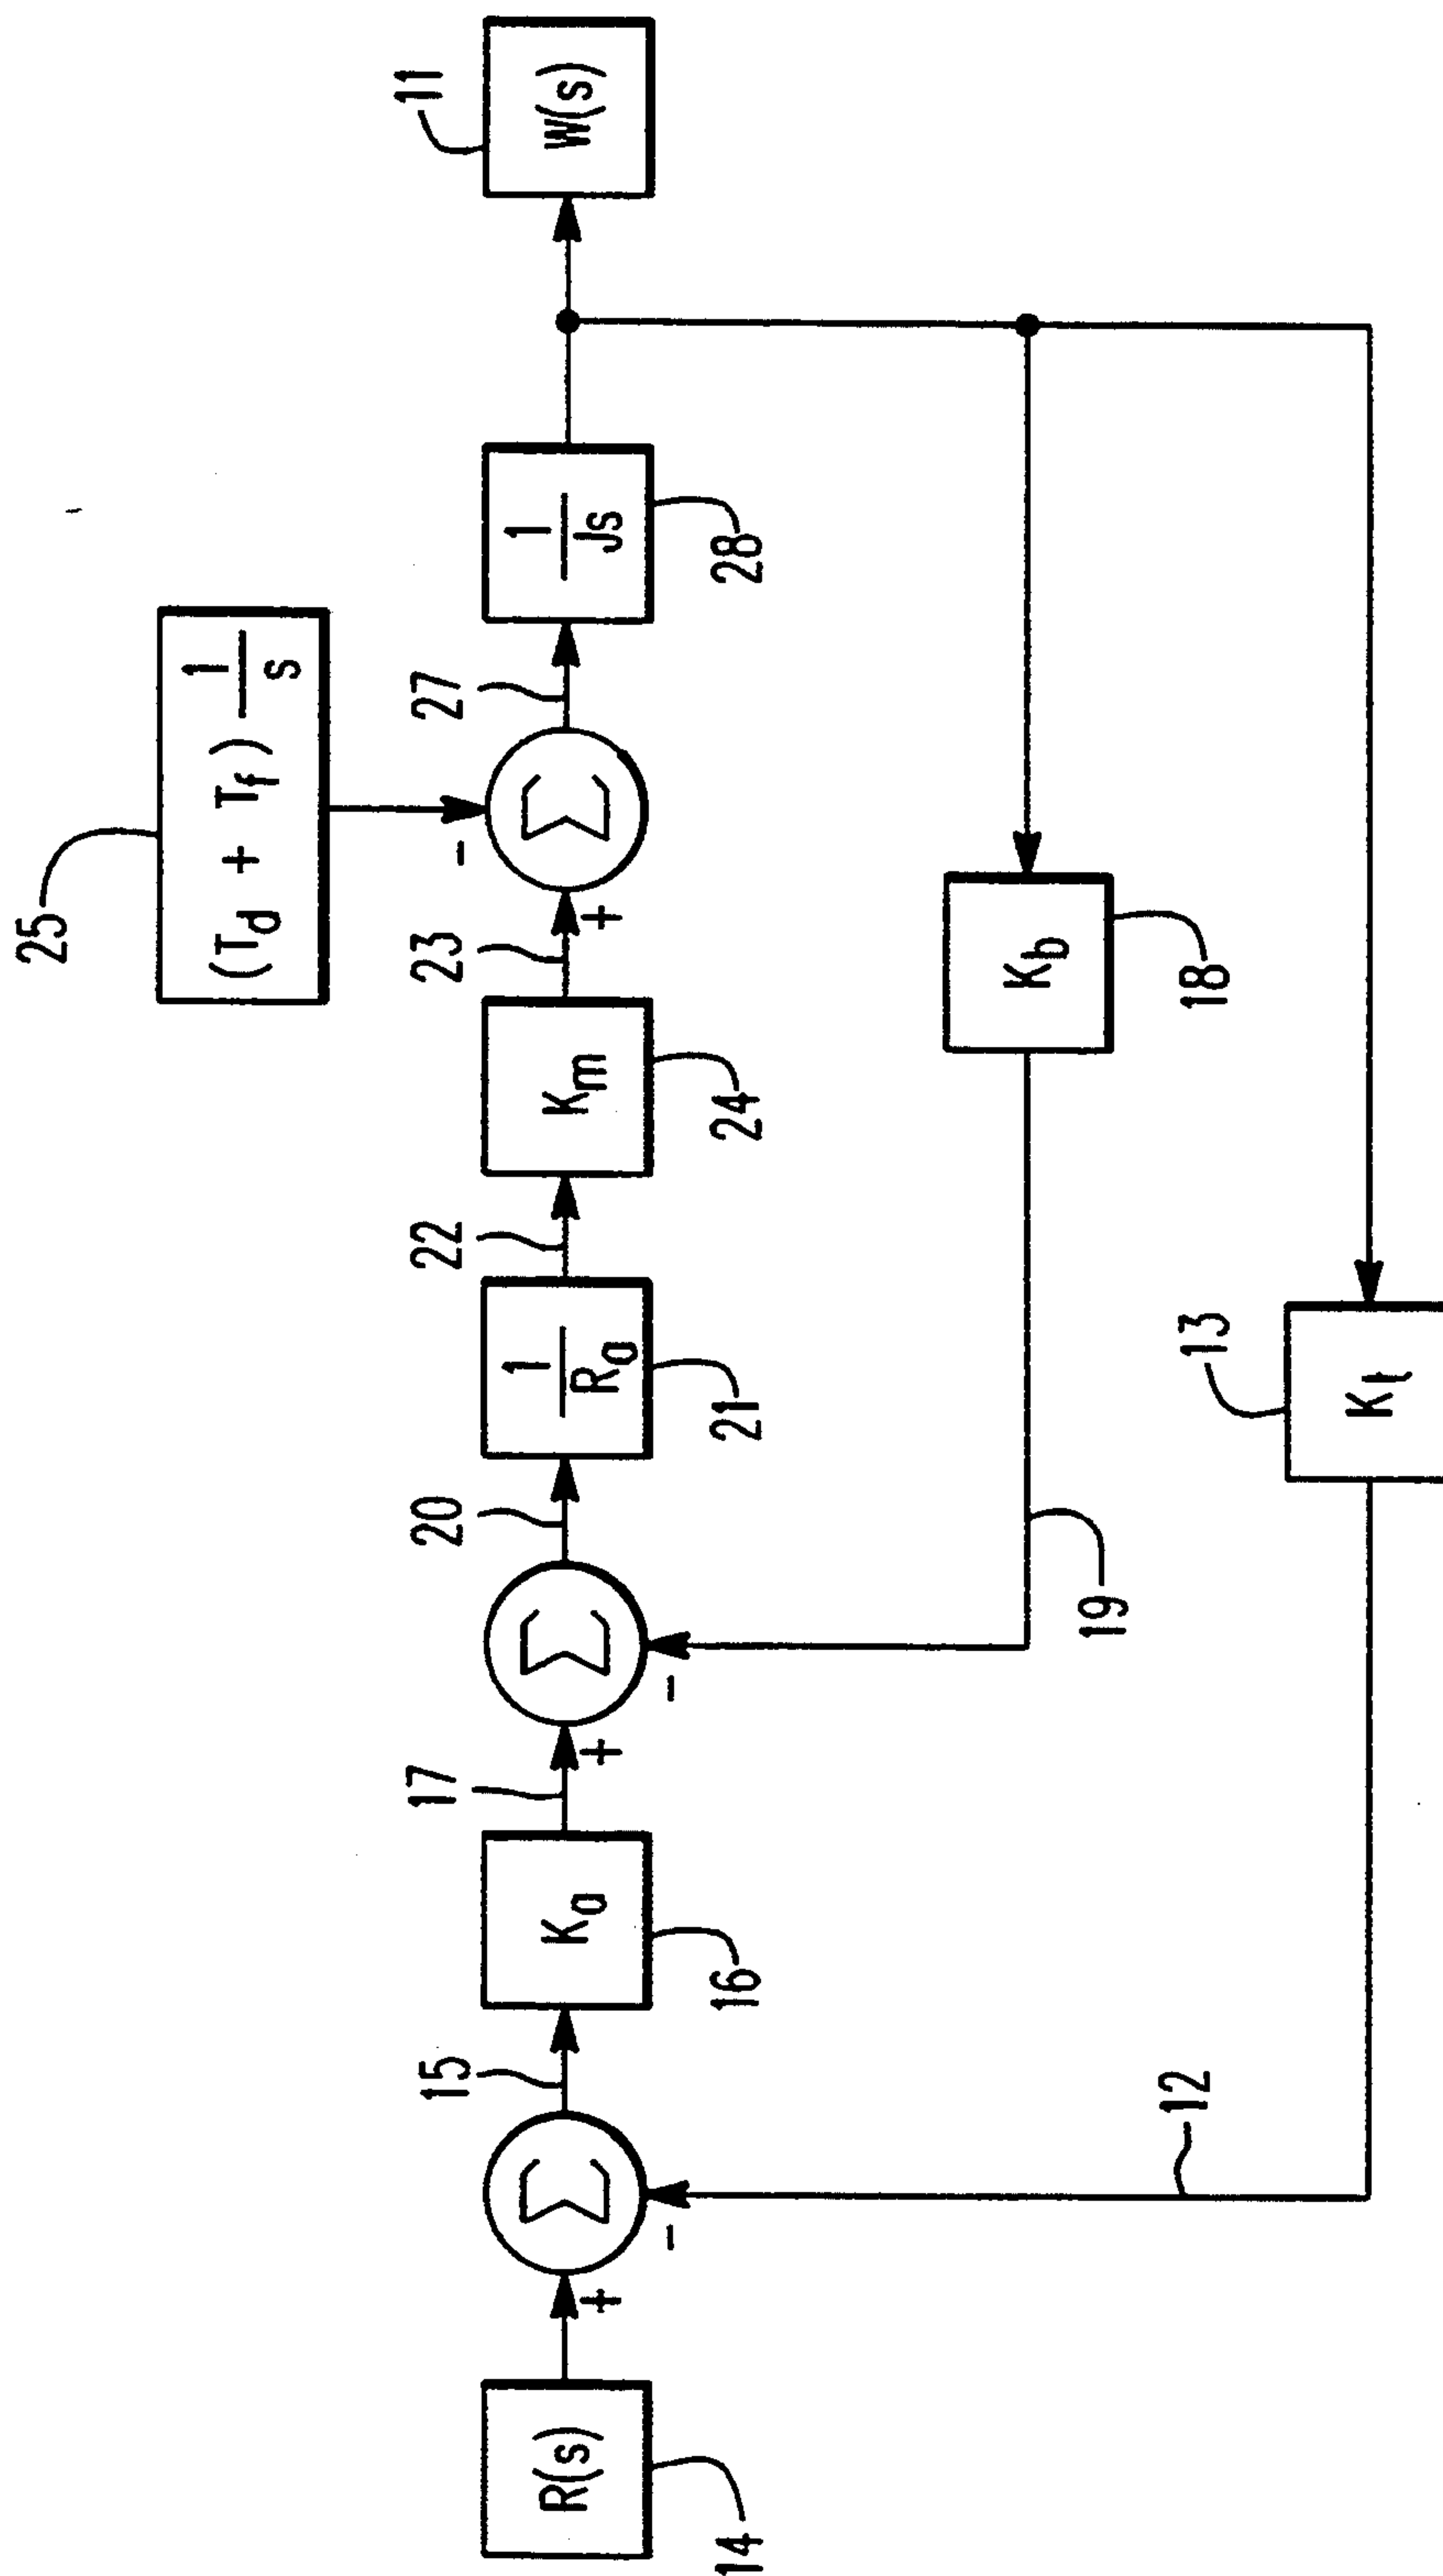 25
(T_d + T_f) 1/s
14
R(s)
+
-
15
K_a
16
17
+
-
20
1/R_a
21
22
K_m
24
23
+
-
27
1/Js
28
11
W(s)
K_b
18
19
13
K_t
12
Σ
Σ
Σ